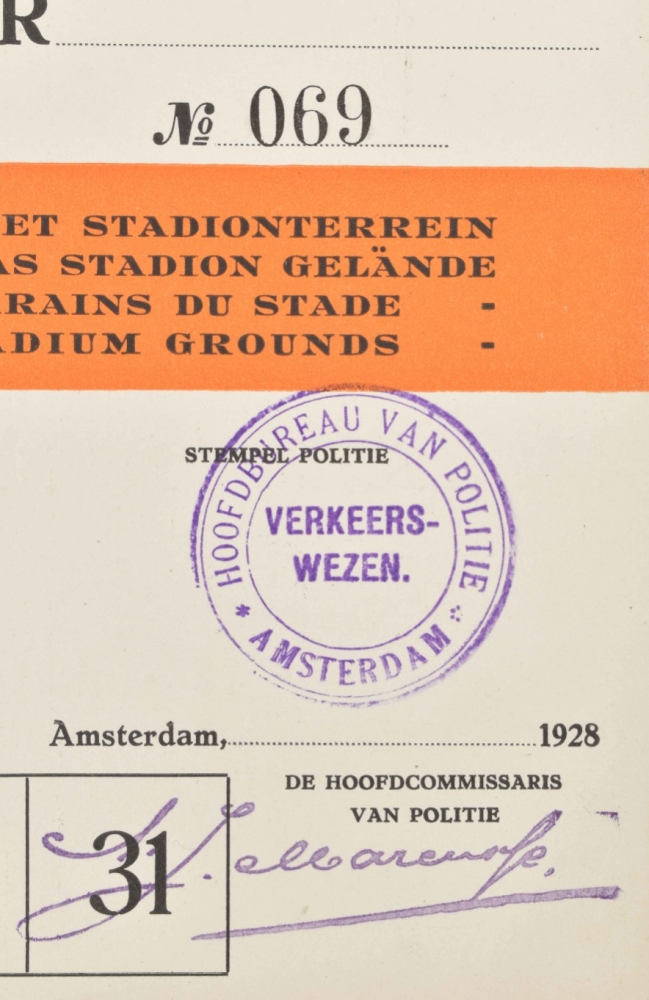 R
№ 069
ET STADIONTERREIN
AS STADION GELÄNDE
RRAINS DU STADE -
ADIUM GROUNDS -
STEMPEL POLITIE
HOOFDBUREAU VAN POLITIE
VERKEERS-
WEZEN.
* AMSTERDAM *
Amsterdam, 1928
DE HOOFDCOMMISSARIS
VAN POLITIE
31